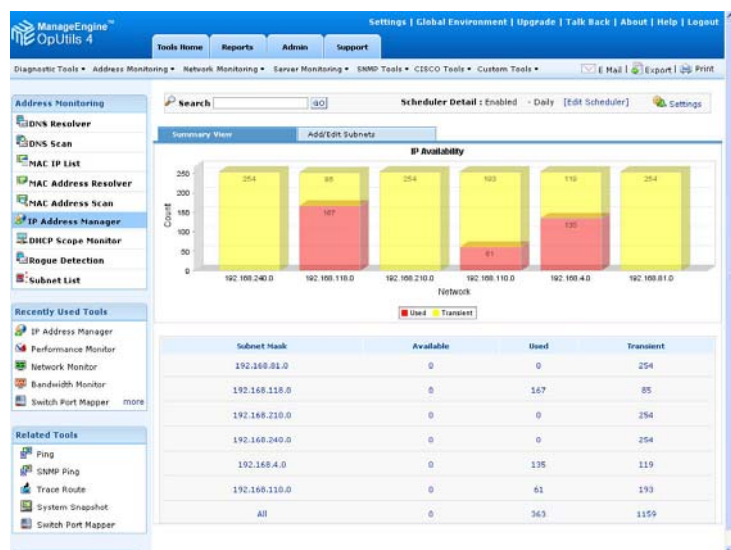 ManageEngine™
OpUtils 4
Settings | Global Environment | Upgrade | Talk Back | About | Help | Logout
Tools Home Reports Admin Support
Diagnostic Tools Address Monitoring Network Monitoring Server Monitoring SNMP Tools CISCO Tools Custom Tools E Mail | Export | Print
Address Monitoring
DNS Resolver
DNS Scan
MAC IP List
MAC Address Resolver
MAC Address Scan
IP Address Manager
DHCP Scope Monitor
Rogue Detection
Subnet List
Recently Used Tools
IP Address Manager
Performance Monitor
Network Monitor
Bandwidth Monitor
Switch Port Mapper more
Related Tools
Ping
SNMP Ping
Trace Route
System Snapshot
Switch Port Mapper
Search GO Scheduler Detail : Enabled - Daily [Edit Scheduler] Settings
Summary View Add/Edit Subnets
IP Availability
Count
250
200
150
100
50
0
254 85 254 193 119 254
167 61 135
192.168.240.0 192.168.118.0 192.168.210.0 192.168.110.0 192.168.4.0 192.168.81.0
Network
Used Transient
Subnet Mask Available Used Transient
192.168.81.0 0 0 254
192.168.118.0 0 167 85
192.168.210.0 0 0 254
192.168.240.0 0 0 254
192.168.4.0 0 135 119
192.168.110.0 0 61 193
All 0 363 1159